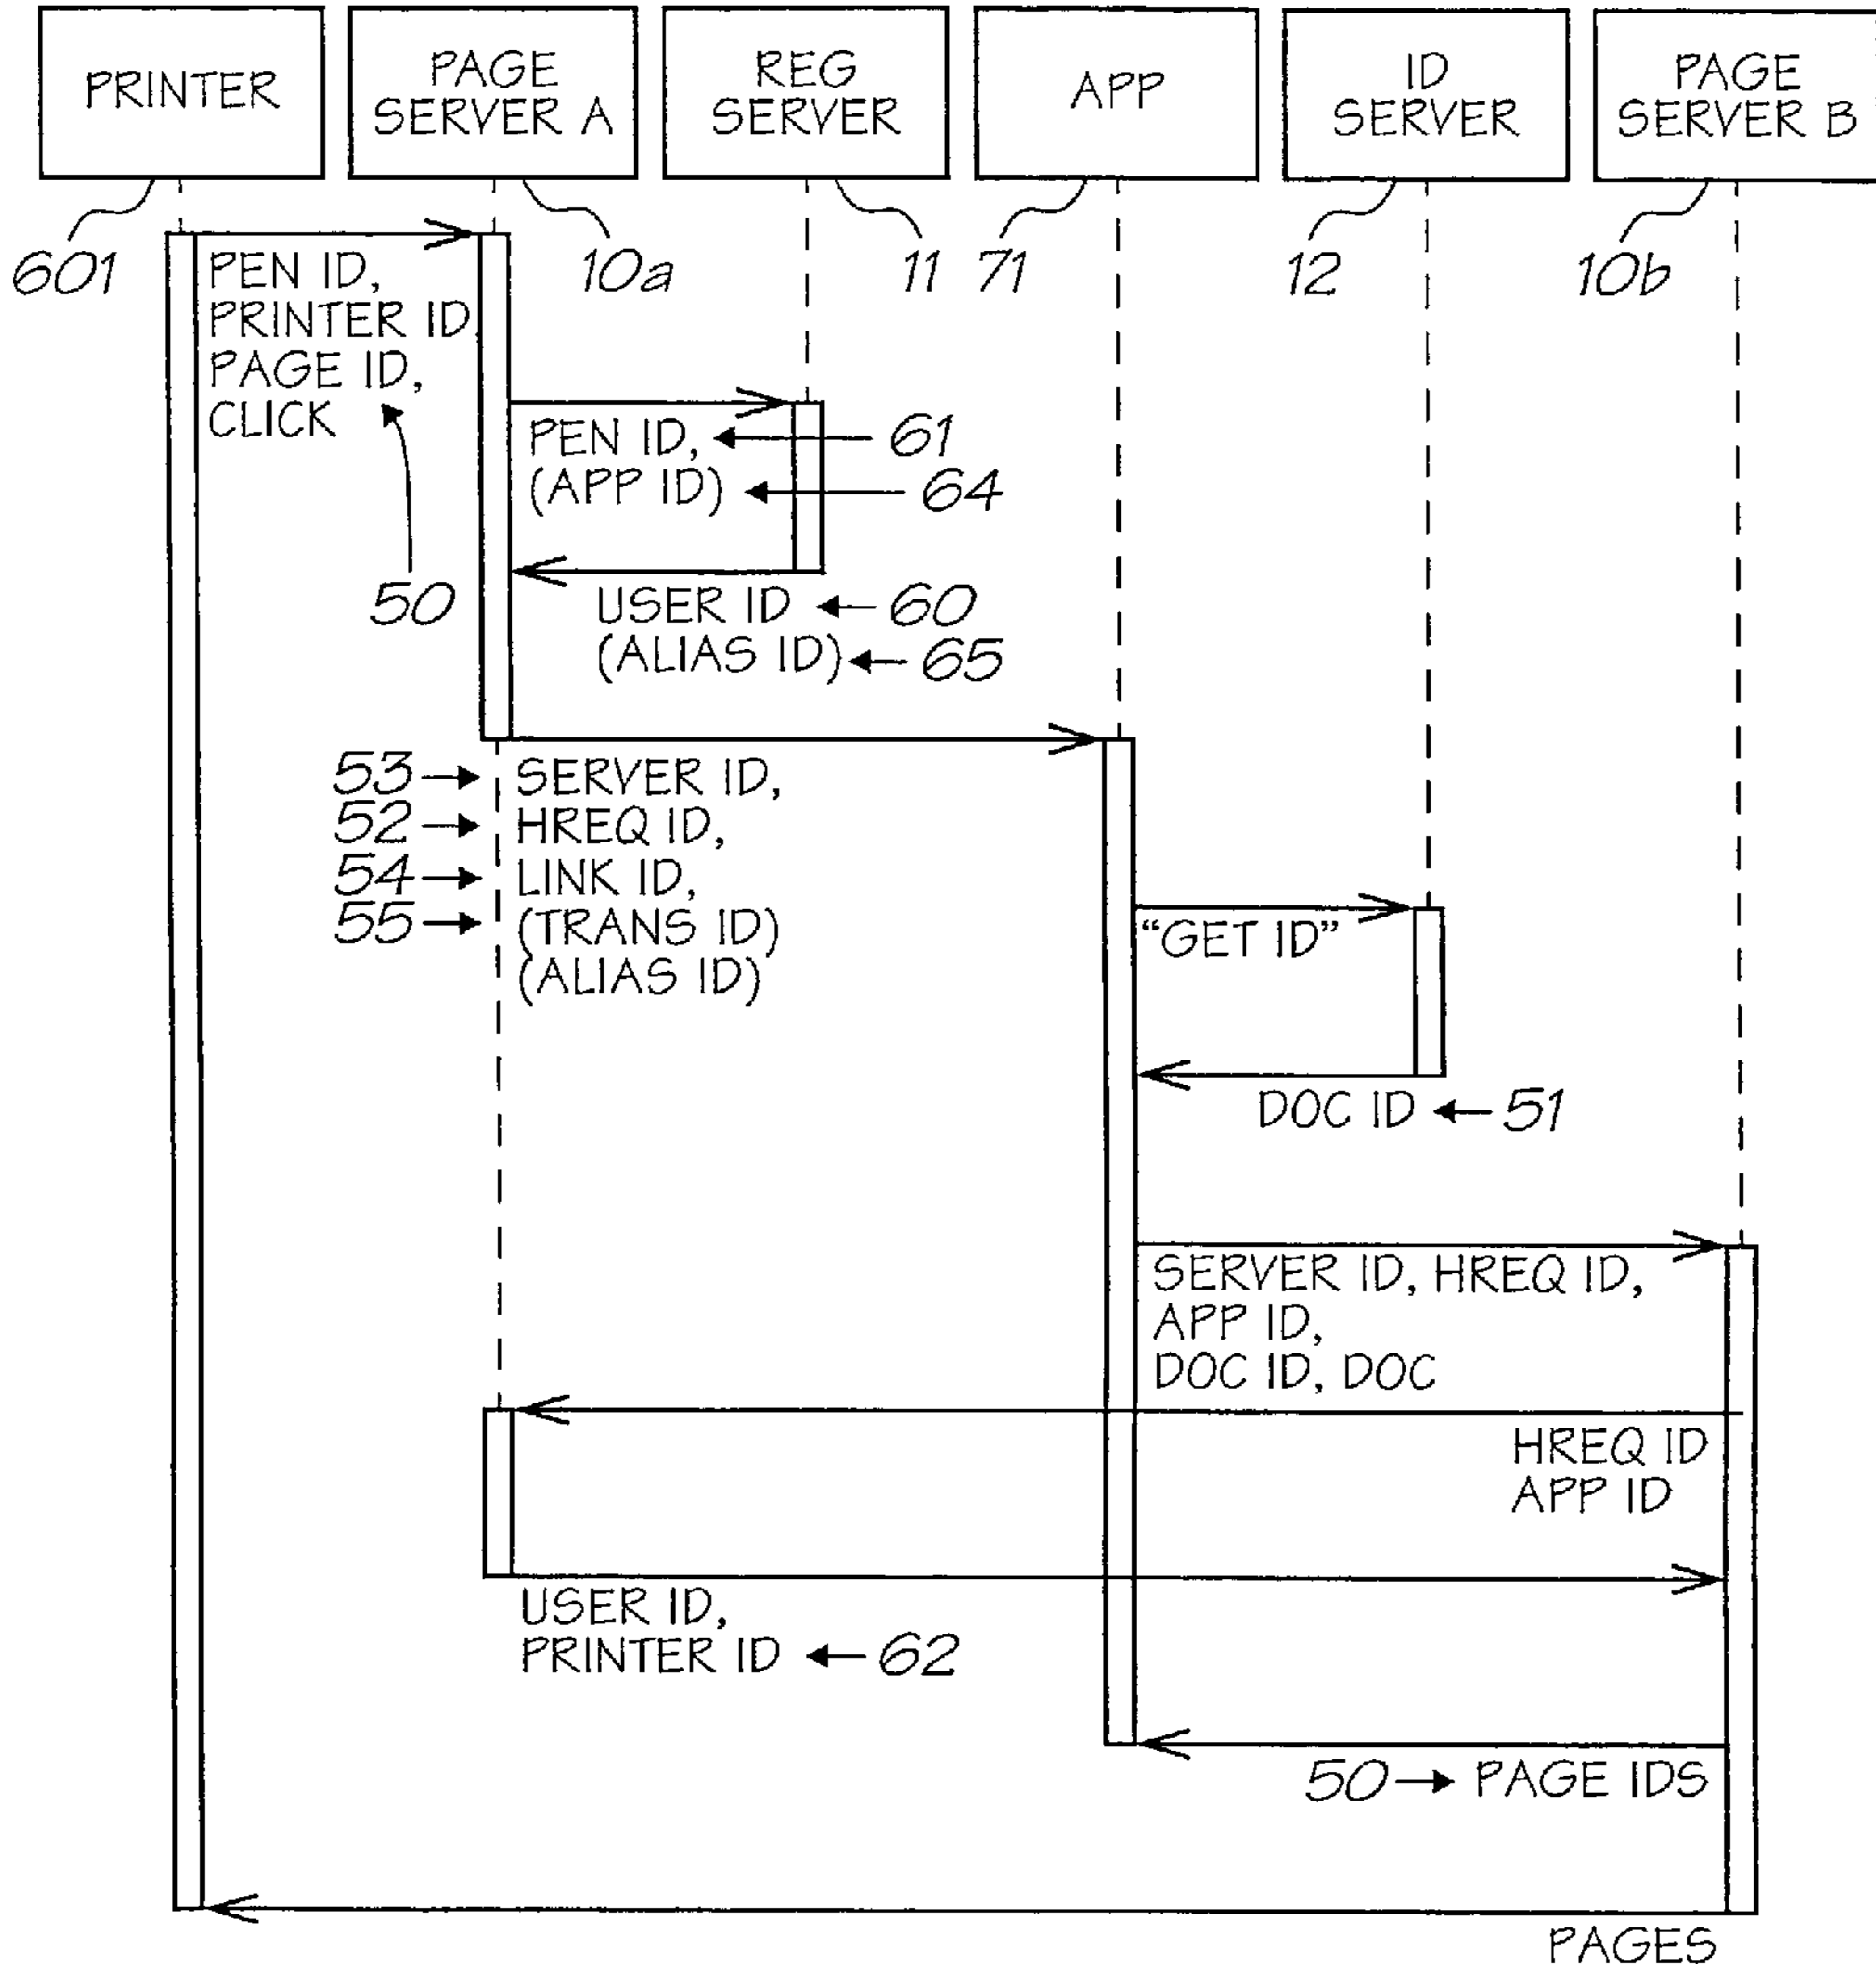 PRINTER
PAGE
SERVER A
REG
SERVER
APP
ID
SERVER
PAGE
SERVER B
601
10a
11
71
12
10b
PEN ID,
PRINTER ID
PAGE ID,
CLICK
50
PEN ID,
61
(APP ID)
64
USER ID
60
(ALIAS ID)
65
53
SERVER ID,
52
HREQ ID,
54
LINK ID,
55
(TRANS ID)
(ALIAS ID)
“GET ID”
DOC ID
51
SERVER ID, HREQ ID,
APP ID,
DOC ID, DOC
HREQ ID
APP ID
USER ID,
PRINTER ID
62
50
PAGE IDS
PAGES